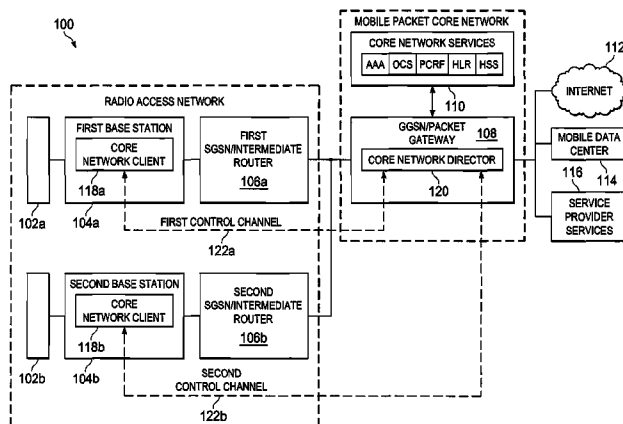 100
MOBILE PACKET CORE NETWORK
CORE NETWORK SERVICES
AAA OCS PCRF HLR HSS
110
112
INTERNET
RADIO ACCESS NETWORK
FIRST BASE STATION
CORE
NETWORK CLIENT
118a
102a
104a
FIRST
SGSN/INTERMEDIATE
ROUTER
106a
GGSN/PACKET
GATEWAY
108
CORE NETWORK DIRECTOR
120
MOBILE DATA
CENTER
114
116
SERVICE
PROVIDER
SERVICES
FIRST CONTROL CHANNEL
122a
SECOND BASE STATION
CORE
NETWORK CLIENT
118b
102b
104b
SECOND
SGSN/INTERMEDIATE
ROUTER
106b
SECOND
CONTROL CHANNEL
122b